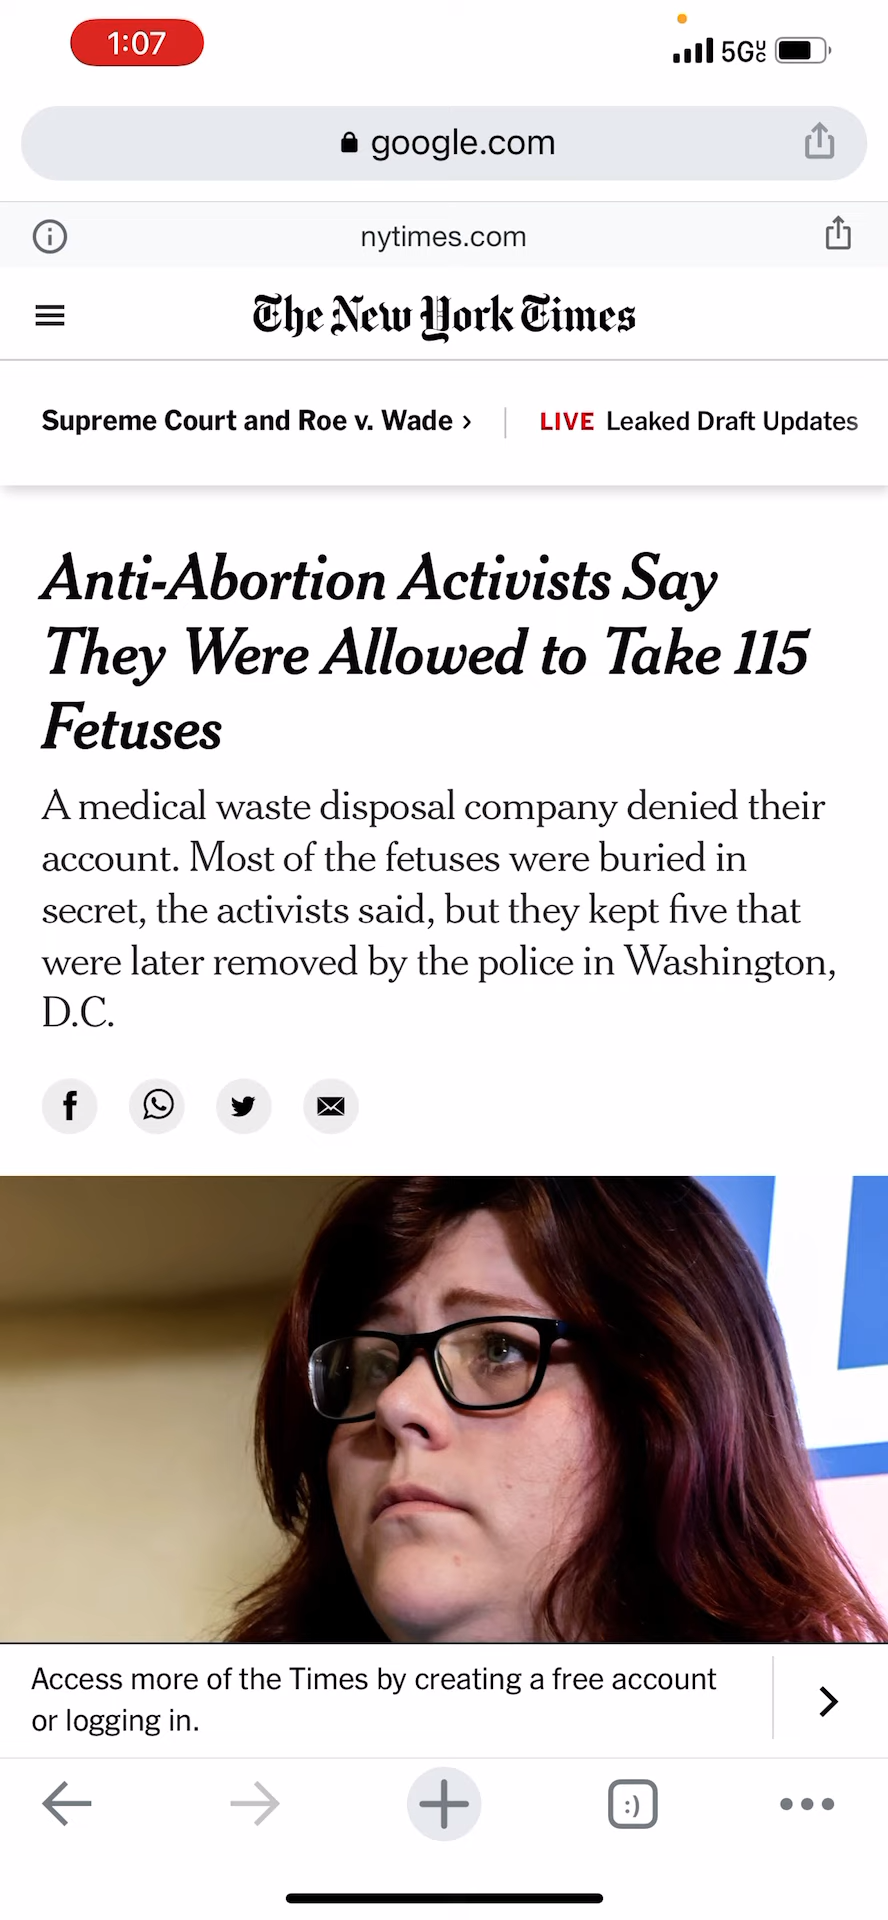 1:07
5GUC
google.com
nytimes.com
The New York Times
Supreme Court and Roe v. Wade ›
LIVE Leaked Draft Updates
Anti-Abortion Activists Say
They Were Allowed to Take 115
Fetuses
A medical waste disposal company denied their
account. Most of the fetuses were buried in
secret, the activists said, but they kept five that
were later removed by the police in Washington,
D.C.
Access more of the Times by creating a free account
or logging in.
:)